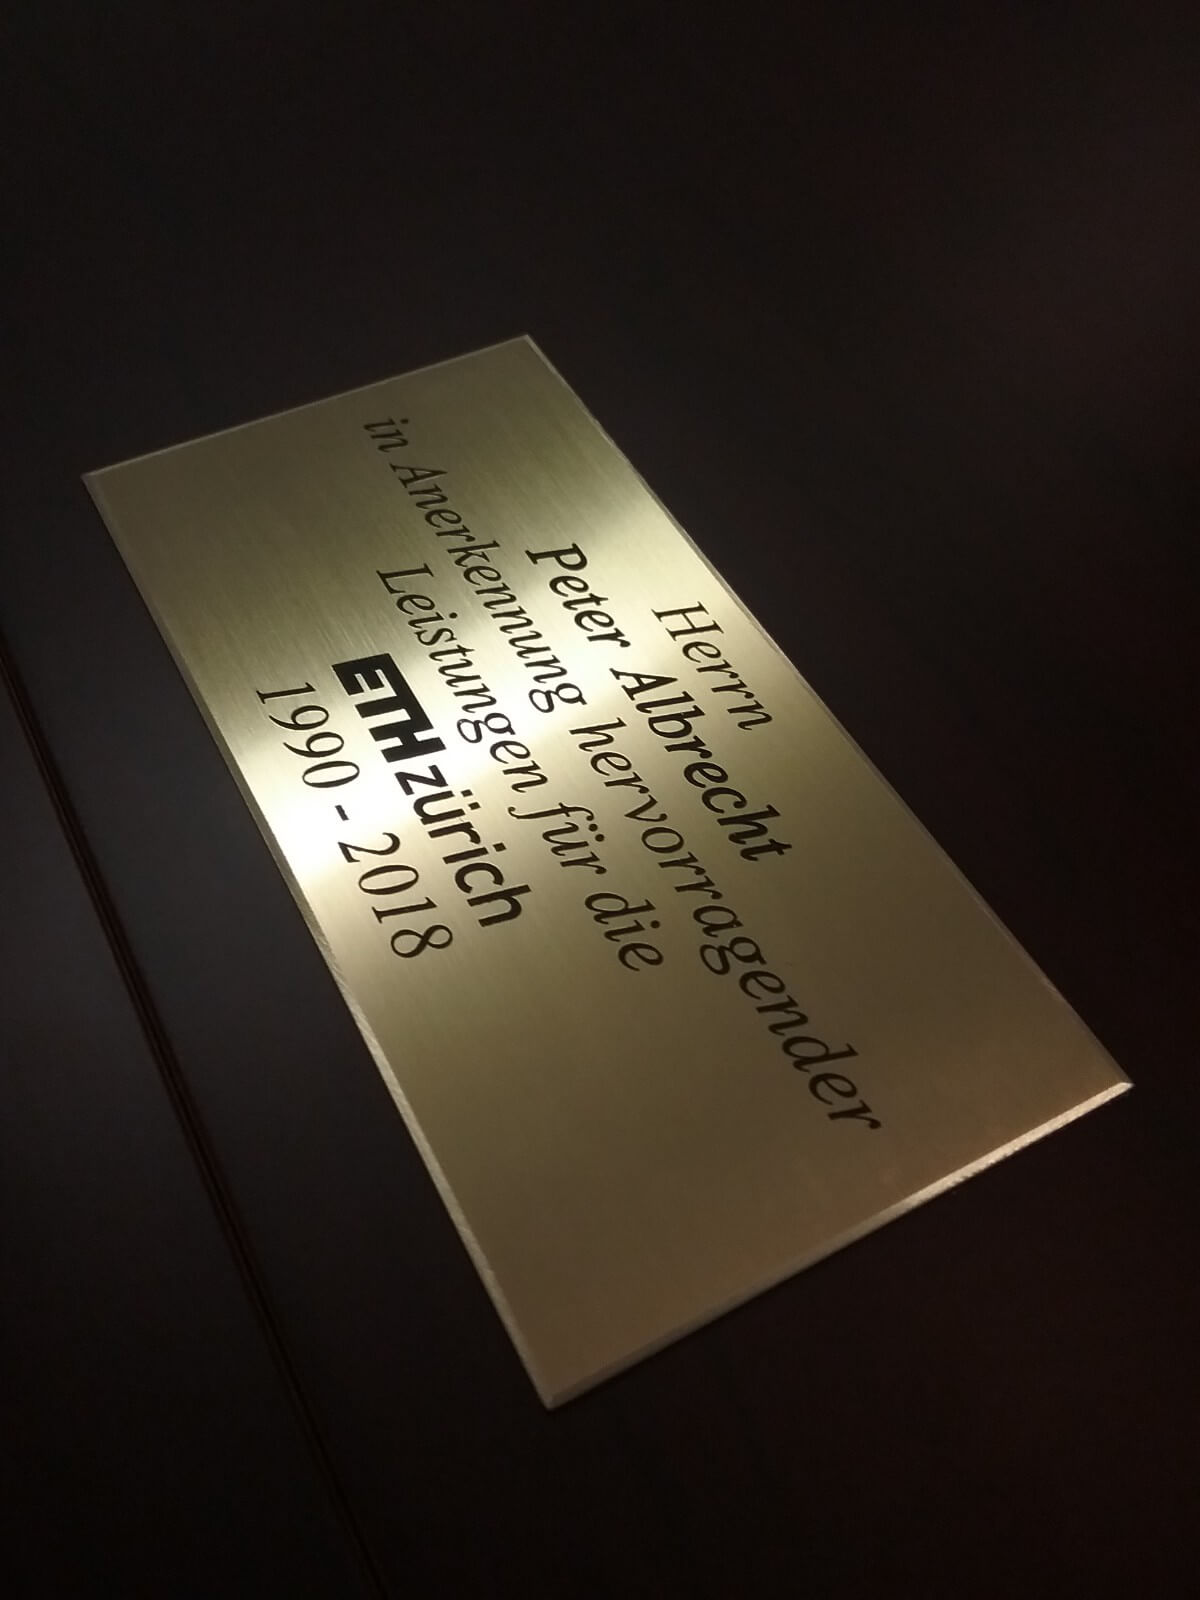 Herrn
Peter Albrecht
in Anerkennung hervorragender
Leistungen für die
ETH zürich
1990 - 2018